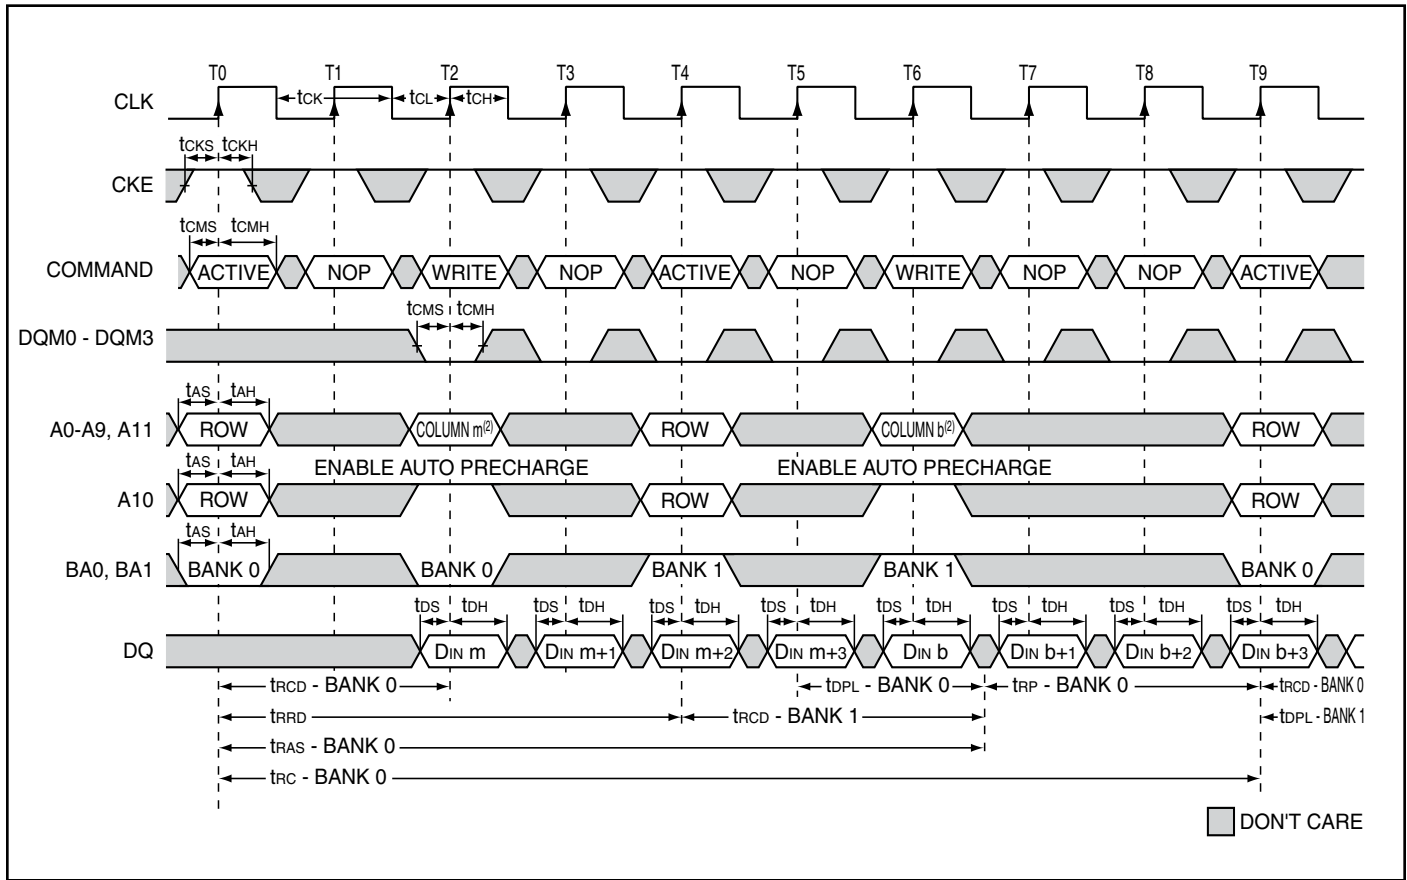 T0 T1 T2 T3 T4 T5 T6 T7 T8 T9
CLK tCK tCL tCH
tCKS tCKH
CKE
tCMS tCMH
COMMAND ACTIVE NOP WRITE NOP ACTIVE NOP WRITE NOP NOP ACTIVE
tCMS tCMH
DQM0 - DQM3
tAS tAH
A0-A9, A11 ROW COLUMN m(2) ROW COLUMN b(2) ROW
tAS tAH ENABLE AUTO PRECHARGE ENABLE AUTO PRECHARGE
A10 ROW ROW ROW
tAS tAH
BA0, BA1 BANK 0 BANK 0 BANK 1 BANK 1 BANK 0
tDS tDH tDS tDH tDS tDH tDS tDH tDS tDH tDS tDH tDS tDH tDS tDH
DQ DIN m DIN m+1 DIN m+2 DIN m+3 DIN b DIN b+1 DIN b+2 DIN b+3
tRCD - BANK 0 tDPL - BANK 0 tRP - BANK 0 tRCD - BANK 0
tRRD tRCD - BANK 1 tDPL - BANK 1
tRAS - BANK 0
tRC - BANK 0
DON'T CARE